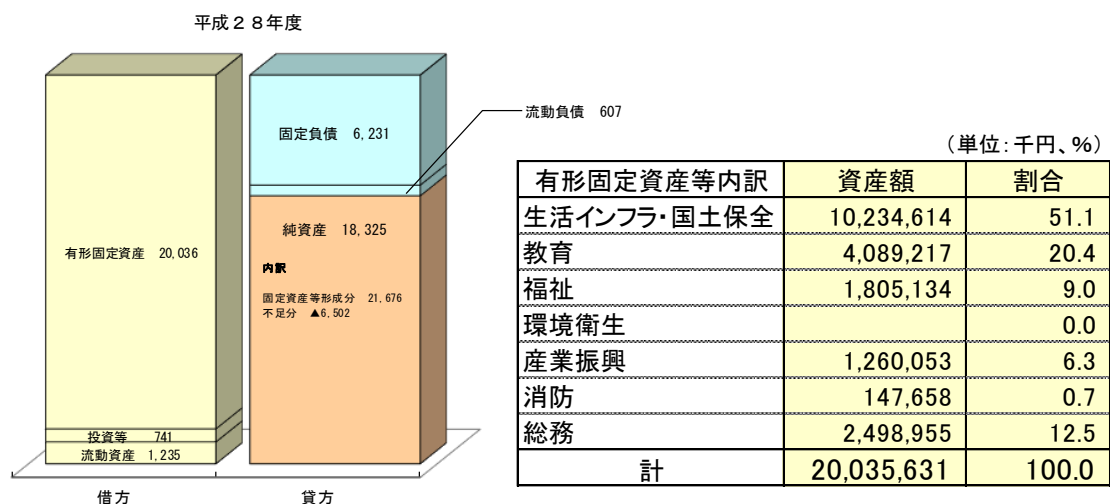 平成２８年度
固定負債 6,231
流動負債 607
純資産 18,325
内訳
固定資産等形成分 21,676
不足分 ▲6,502
有形固定資産 20,036
投資等 741
流動資産 1,235
借方 貸方
（単位：千円、％）
有形固定資産等内訳 資産額 割合
生活インフラ・国土保全 10,234,614 51.1
教育 4,089,217 20.4
福祉 1,805,134 9.0
環境衛生 0.0
産業振興 1,260,053 6.3
消防 147,658 0.7
総務 2,498,955 12.5
計 20,035,631 100.0